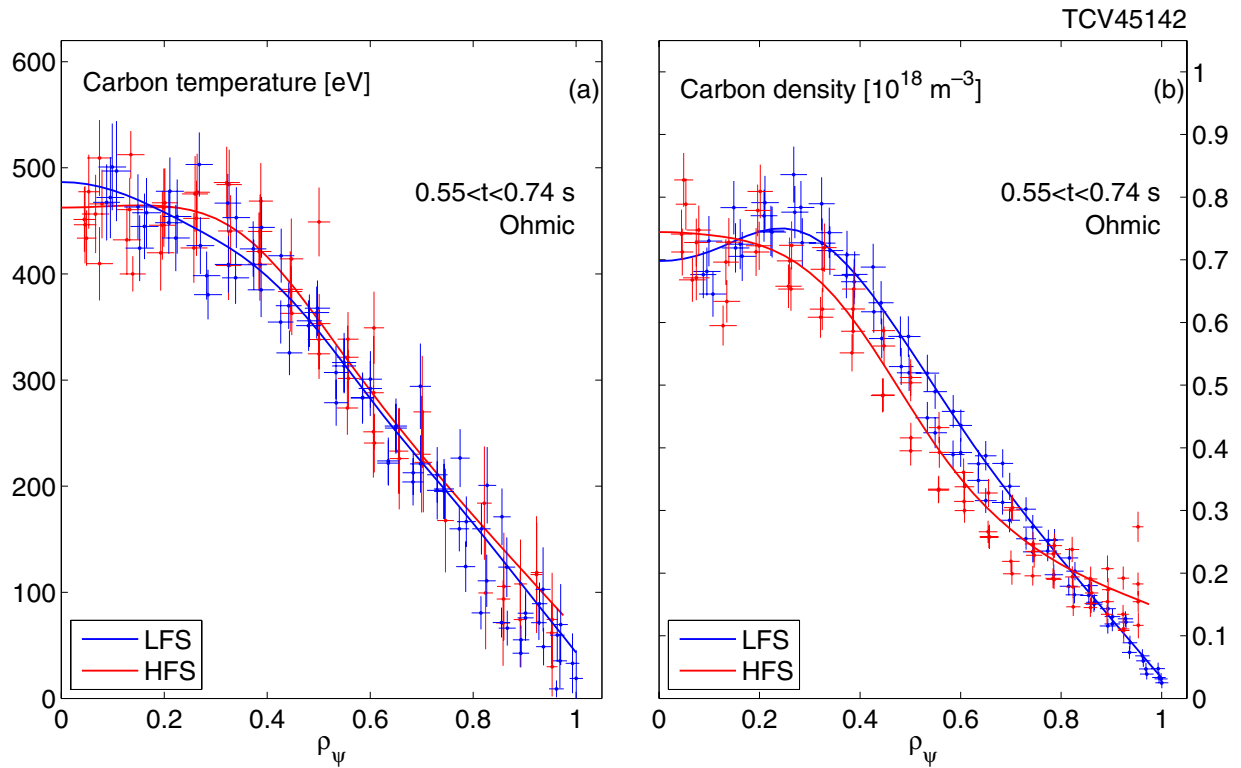 TCV45142
Carbon temperature [eV]
(a)
0.55<t<0.74 s
Ohmic
LFS
HFS
600
500
400
300
200
100
0
0 0.2 0.4 0.6 0.8 1
ρψ
Carbon density [10^18 m^−3]
(b)
0.55<t<0.74 s
Ohmic
LFS
HFS
1
0.9
0.8
0.7
0.6
0.5
0.4
0.3
0.2
0.1
0
0 0.2 0.4 0.6 0.8 1
ρψ